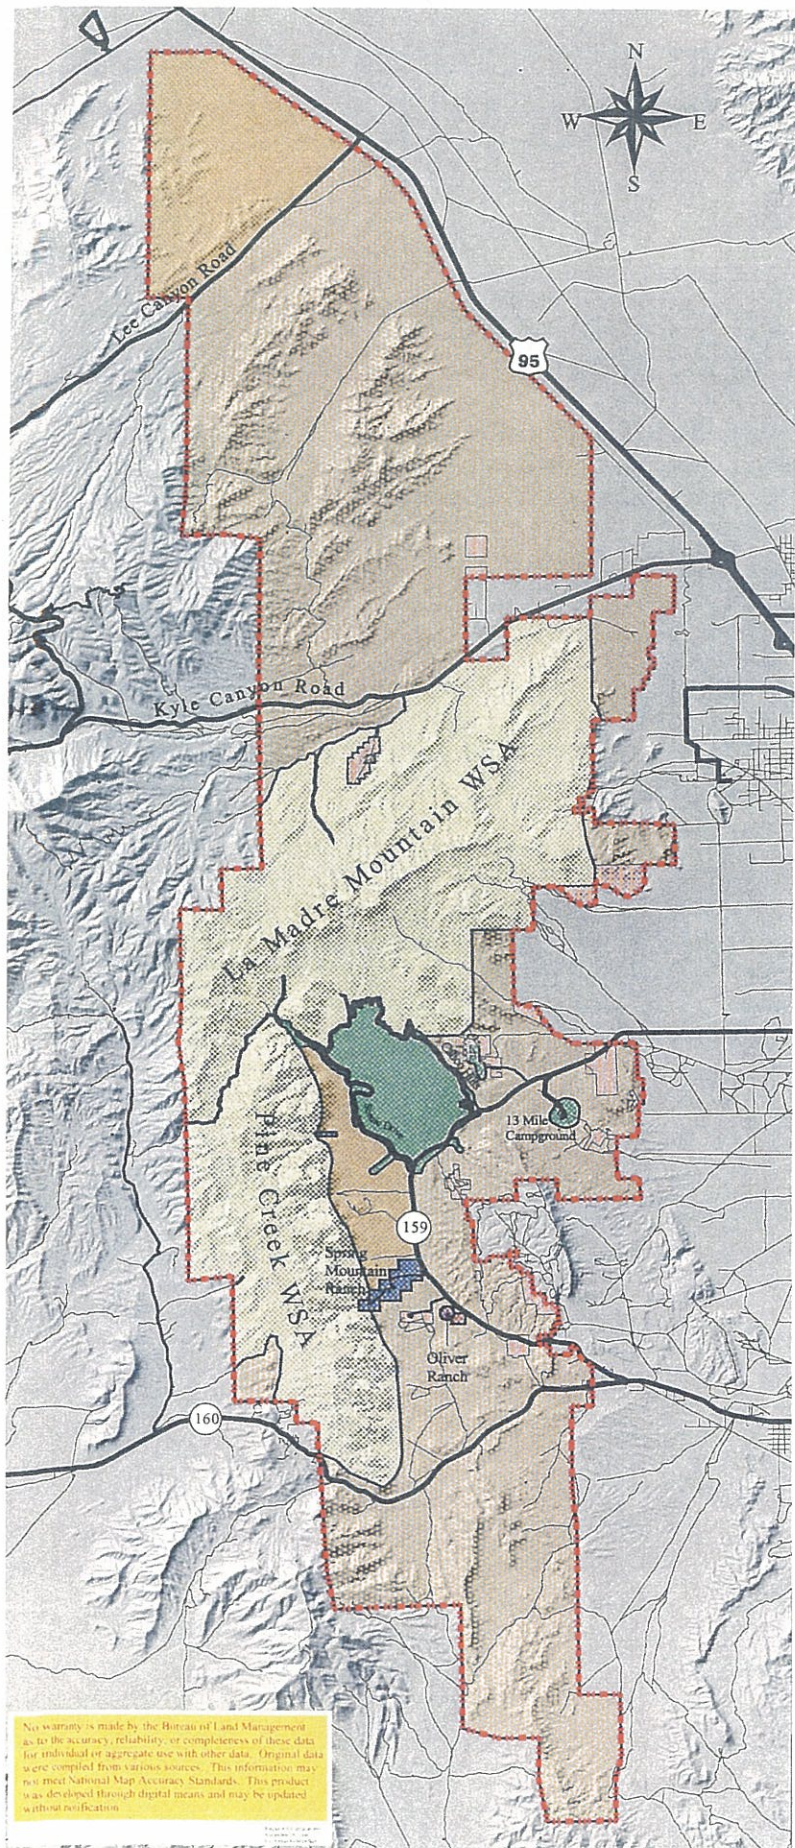 N
W E
S
Lee Canyon Road
95
Kyle Canyon Road
La Madre Mountain WSA
13 Mile
Campground
Pine Creek WSA
159
Spring
Mountain
Ranch
Oliver
Ranch
160
No warranty is made by the Bureau of Land Management
as to the accuracy, reliability, or completeness of these data
for individual or aggregate use with other data. Original data
were compiled from various sources. This information may
not meet National Map Accuracy Standards. This product
was developed through digital means and may be updated
without notification